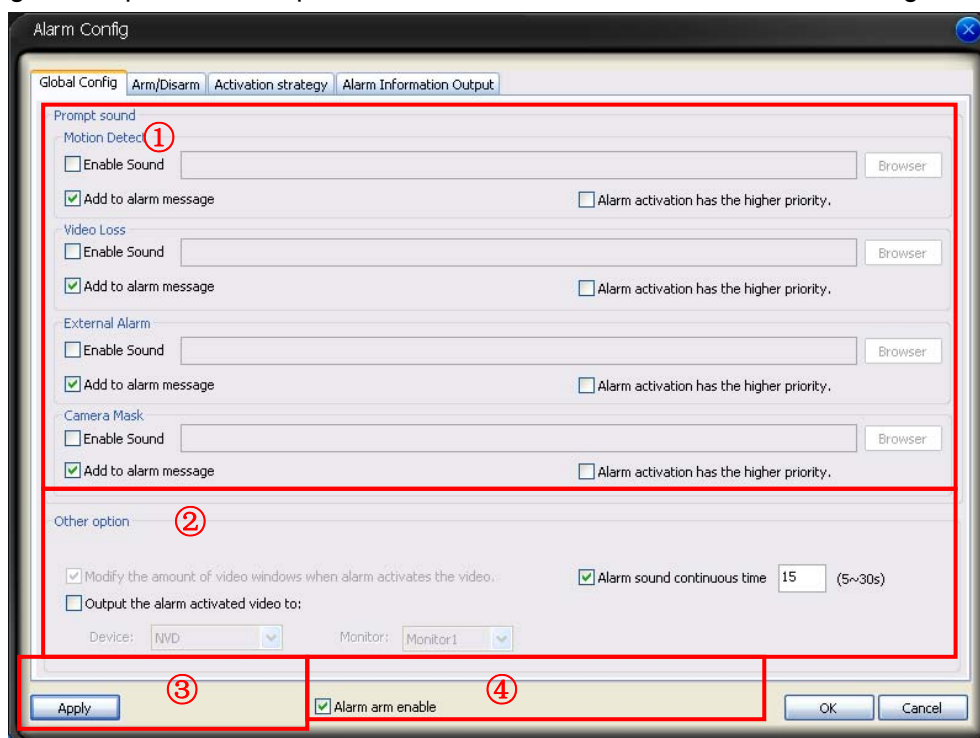 Alarm Config
Global Config Arm/Disarm Activation strategy Alarm Information Output
Prompt sound
Motion Detect ①
Enable Sound Browser
Add to alarm message Alarm activation has the higher priority.
Video Loss
Enable Sound Browser
Add to alarm message Alarm activation has the higher priority.
External Alarm
Enable Sound Browser
Add to alarm message Alarm activation has the higher priority.
Camera Mask
Enable Sound Browser
Add to alarm message Alarm activation has the higher priority.
Other option ②
Modify the amount of video windows when alarm activates the video. Alarm sound continuous time 15 (5~30s)
Output the alarm activated video to:
Device: NVD Monitor: Monitor1
③ ④
Apply Alarm arm enable OK Cancel